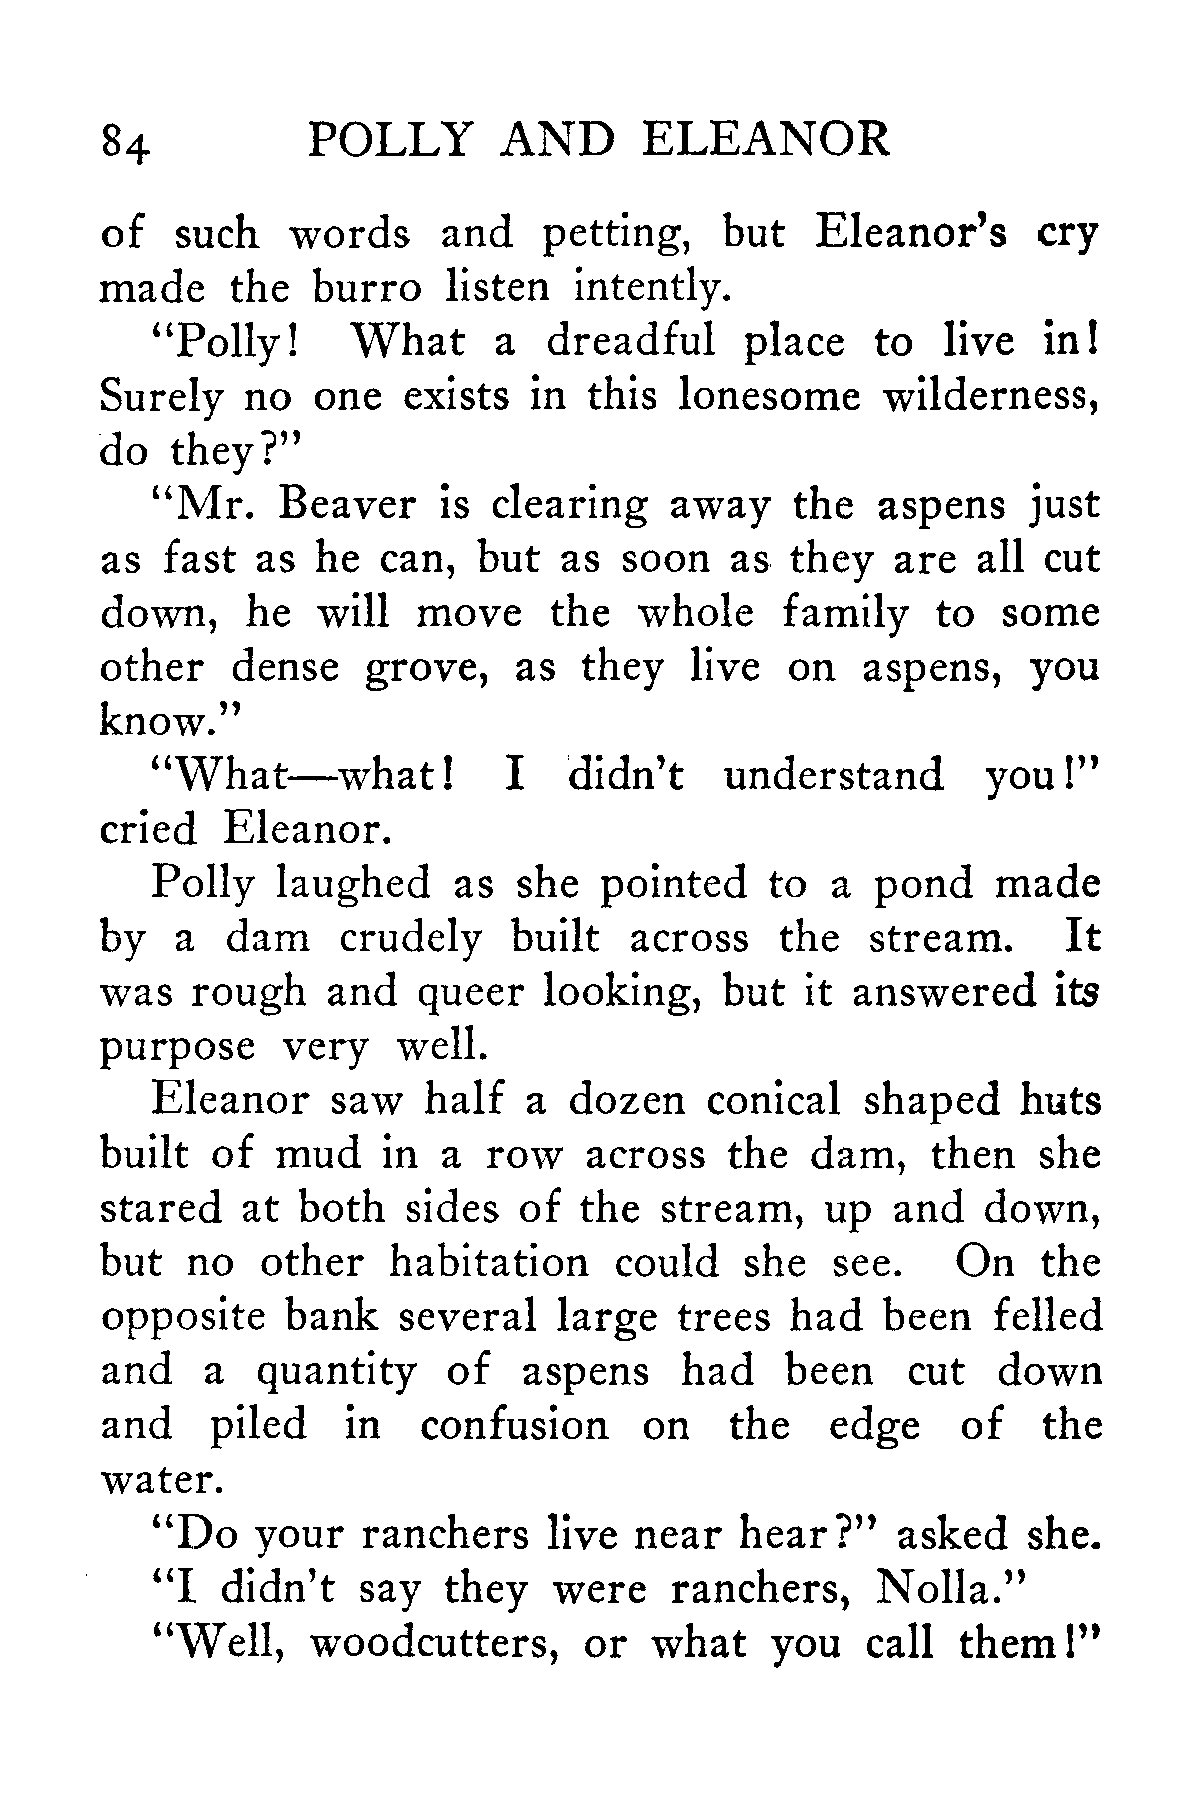 84 POLLY AND ELEANOR
of such words and petting, but Eleanor's cry
made the burro listen intently.
"Polly! What a dreadful place to live in!
Surely no one exists in this lonesome wilderness,
do they?"
"Mr. Beaver is clearing away the aspens just
as fast as he can, but as soon as they are all cut
down, he will move the whole family to some
other dense grove, as they live on aspens, you
know."
"What—what! I didn't understand you!"
cried Eleanor.
Polly laughed as she pointed to a pond made
by a dam crudely built across the stream. It
was rough and queer looking, but it answered its
purpose very well.
Eleanor saw half a dozen conical shaped huts
built of mud in a row across the dam, then she
stared at both sides of the stream, up and down,
but no other habitation could she see. On the
opposite bank several large trees had been felled
and a quantity of aspens had been cut down
and piled in confusion on the edge of the
water.
"Do your ranchers live near hear?" asked she.
"I didn't say they were ranchers, Nolla."
"Well, woodcutters, or what you call them!"